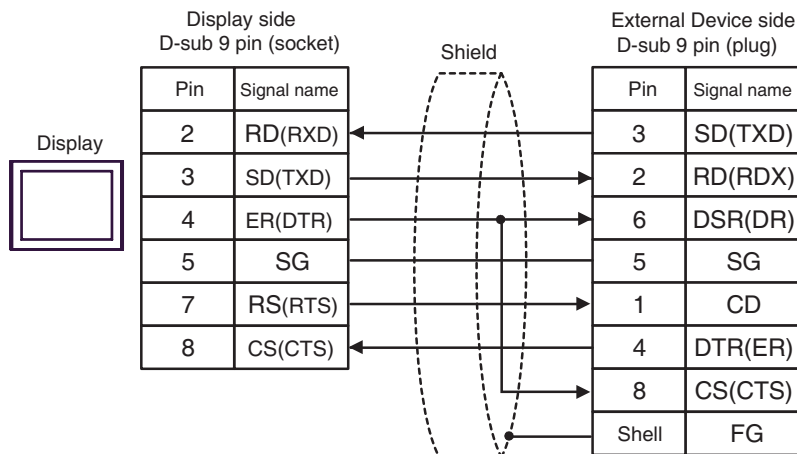 Display side
D-sub 9 pin (socket)
External Device side
D-sub 9 pin (plug)
Shield
Display
Pin Signal name
2 RD(RXD)
3 SD(TXD)
4 ER(DTR)
5 SG
7 RS(RTS)
8 CS(CTS)
Pin Signal name
3 SD(TXD)
2 RD(RDX)
6 DSR(DR)
5 SG
1 CD
4 DTR(ER)
8 CS(CTS)
Shell FG